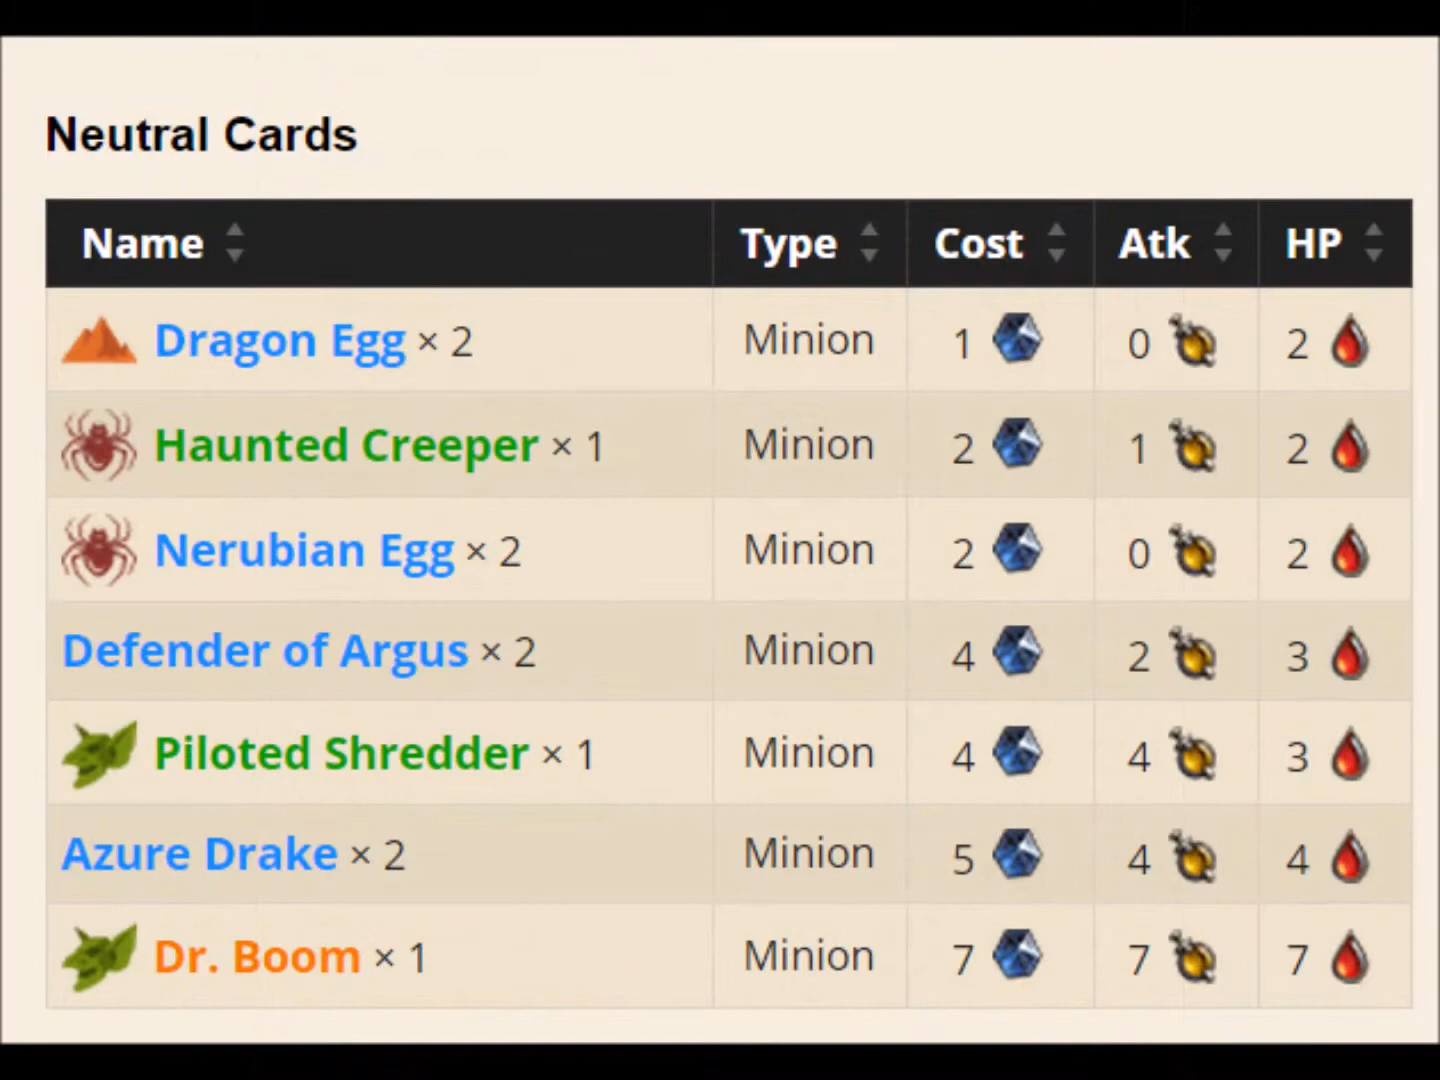 Neutral Cards
Name Type Cost Atk HP
Dragon Egg × 2 Minion 1 0 2
Haunted Creeper × 1 Minion 2 1 2
Nerubian Egg × 2 Minion 2 0 2
Defender of Argus × 2 Minion 4 2 3
Piloted Shredder × 1 Minion 4 4 3
Azure Drake × 2 Minion 5 4 4
Dr. Boom × 1 Minion 7 7 7